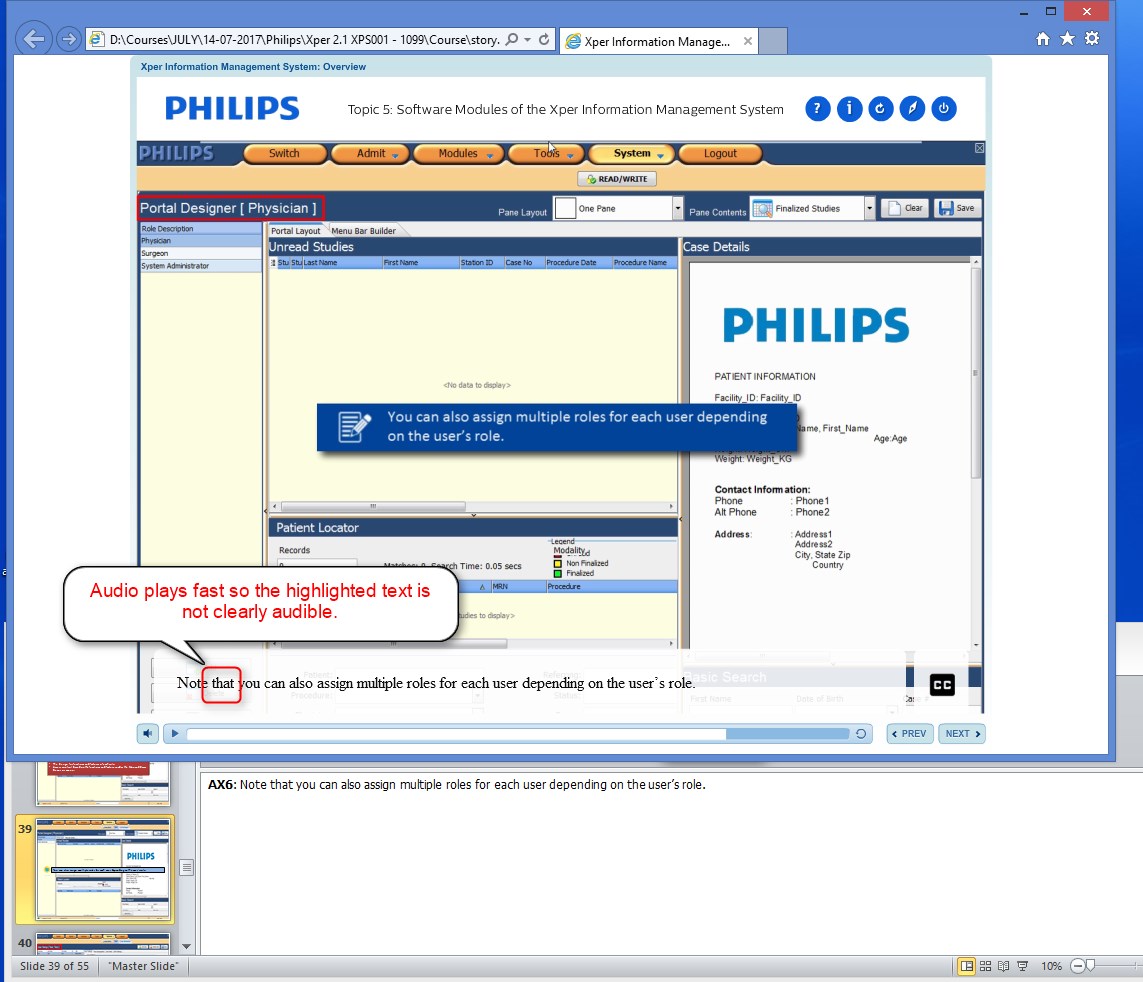 D:\Courses\JULY\14-07-2017\Philips\Xper 2.1 XPS001 - 1099\Course\story.
Xper Information Manage...
Xper Information Management System: Overview
PHILIPS
Topic 5: Software Modules of the Xper Information Management System
PHILIPS
Switch
Admit
Modules
Tools
System
Logout
READ/WRITE
Portal Designer [ Physician ]
Pane Layout
One Pane
Pane Contents
Finalized Studies
Clear
Save
Role Description
Physician
Surgeon
System Administrator
Portal Layout
Menu Bar Builder
Unread Studies
Stu Stu Last Name First Name Station ID Case No Procedure Date Procedure Name
<No data to display>
Case Details
PHILIPS
PATIENT INFORMATION
Facility_ID: Facility_ID
You can also assign multiple roles for each user depending
on the user's role.
Name, First_Name
Age:Age
Weight: Weight_KG
Contact Information:
Phone : Phone1
Alt Phone : Phone2
Address: : Address1
Address2
City, State Zip
Country
Patient Locator
Records
Search Time: 0.05 secs
Legend
Modality
Non Finalized
Finalized
MRN
Procedure
to display>
Audio plays fast so the highlighted text is
not clearly audible.
Note that you can also assign multiple roles for each user depending on the user's role.
Basic Search
First Name
Date of Birth
CC
PREV
NEXT
AX6: Note that you can also assign multiple roles for each user depending on the user's role.
39
PHILIPS
40
Slide 39 of 55
"Master Slide"
10%